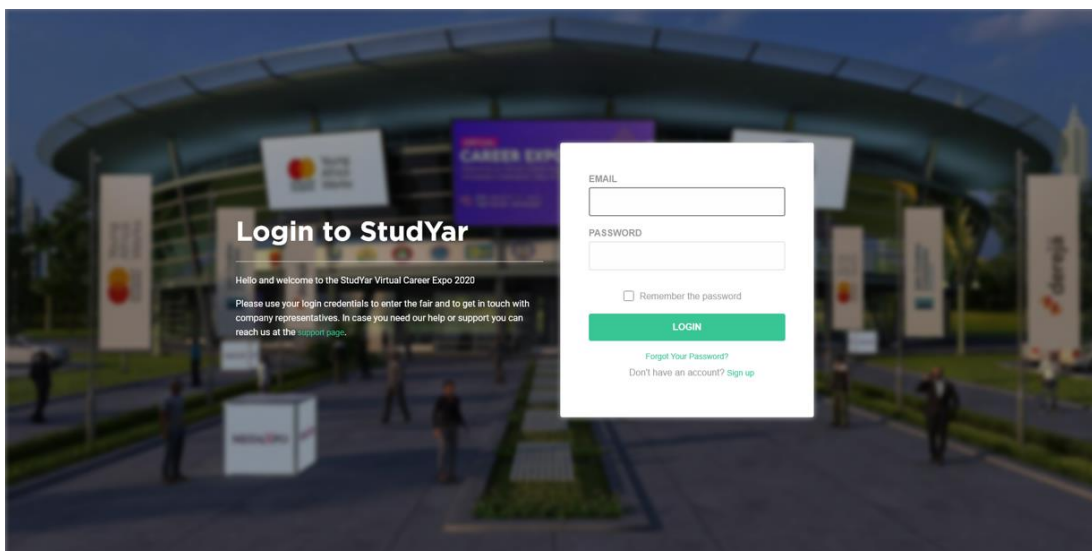 CAREER EXPO
Login to StudYar
Hello and welcome to the StudYar Virtual Career Expo 2020
Please use your login credentials to enter the fair and to get in touch with
company representatives. In case you need our help or support you can
reach us at the support page.
EMAIL
PASSWORD
Remember the password
LOGIN
Forgot Your Password?
Don't have an account? Sign up
derejä